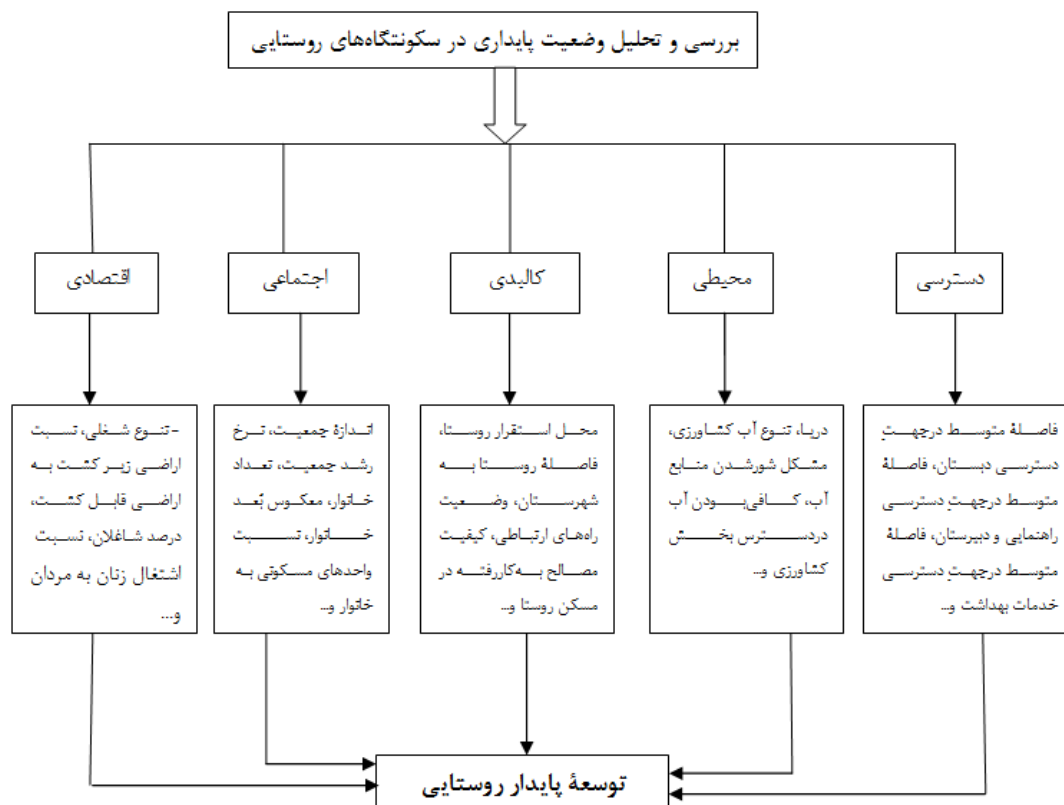 بررسی و تحلیل وضعیت پایداری در سکونتگاه‌های روستایی
دسترسی
محیطی
کالبدی
اجتماعی
اقتصادی
فاصلهٔ متوسط درجهتِ
دسترسی دبستان، فاصلهٔ
متوسط درجهتِ دسترسی
راهنمایی و دبیرستان، فاصلهٔ
متوسط درجهتِ دسترسی
خدمات بهداشت و...
دریا، تنوع آب کشاورزی،
مشکل شورشدن منابع
آب، کافی‌بودن آب
دردسترس بخش
کشاورزی و...
محل استقرار روستا،
فاصلهٔ روستا به
شهرستان، وضعیت
راه‌های ارتباطی، کیفیت
مصالح به‌کاررفته در
مسکن روستا و...
اندازهٔ جمعیت، نرخ
رشد جمعیت، تعداد
خانوار، معکوس بُعد
خانوار، نسبت
واحدهای مسکونی به
خانوار و...
-تنوع شغلی، نسبت
اراضی زیر کشت به
اراضی قابل کشت،
درصد شاغلان، نسبت
اشتغال زنان به مردان
و...
توسعهٔ پایدار روستایی